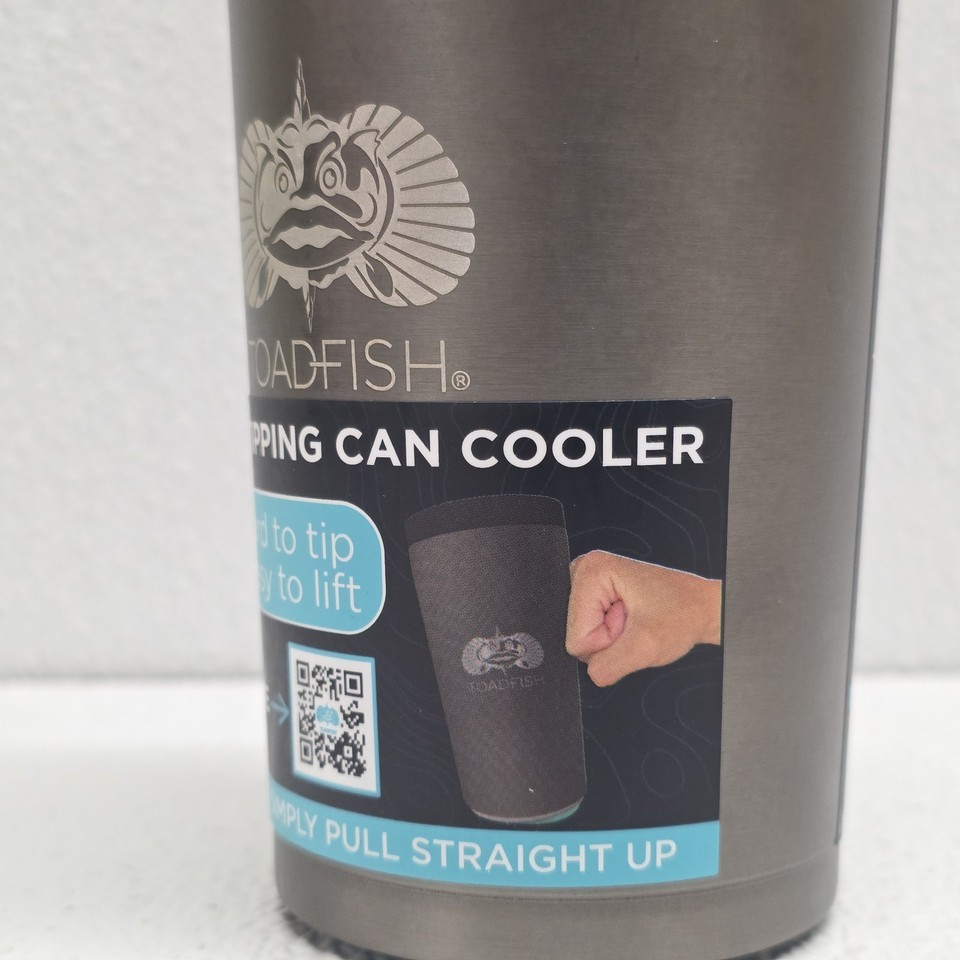 TOADFISH®
PPING CAN COOLER
d to tip
sy to lift
TOADFISH
MPLY PULL STRAIGHT UP